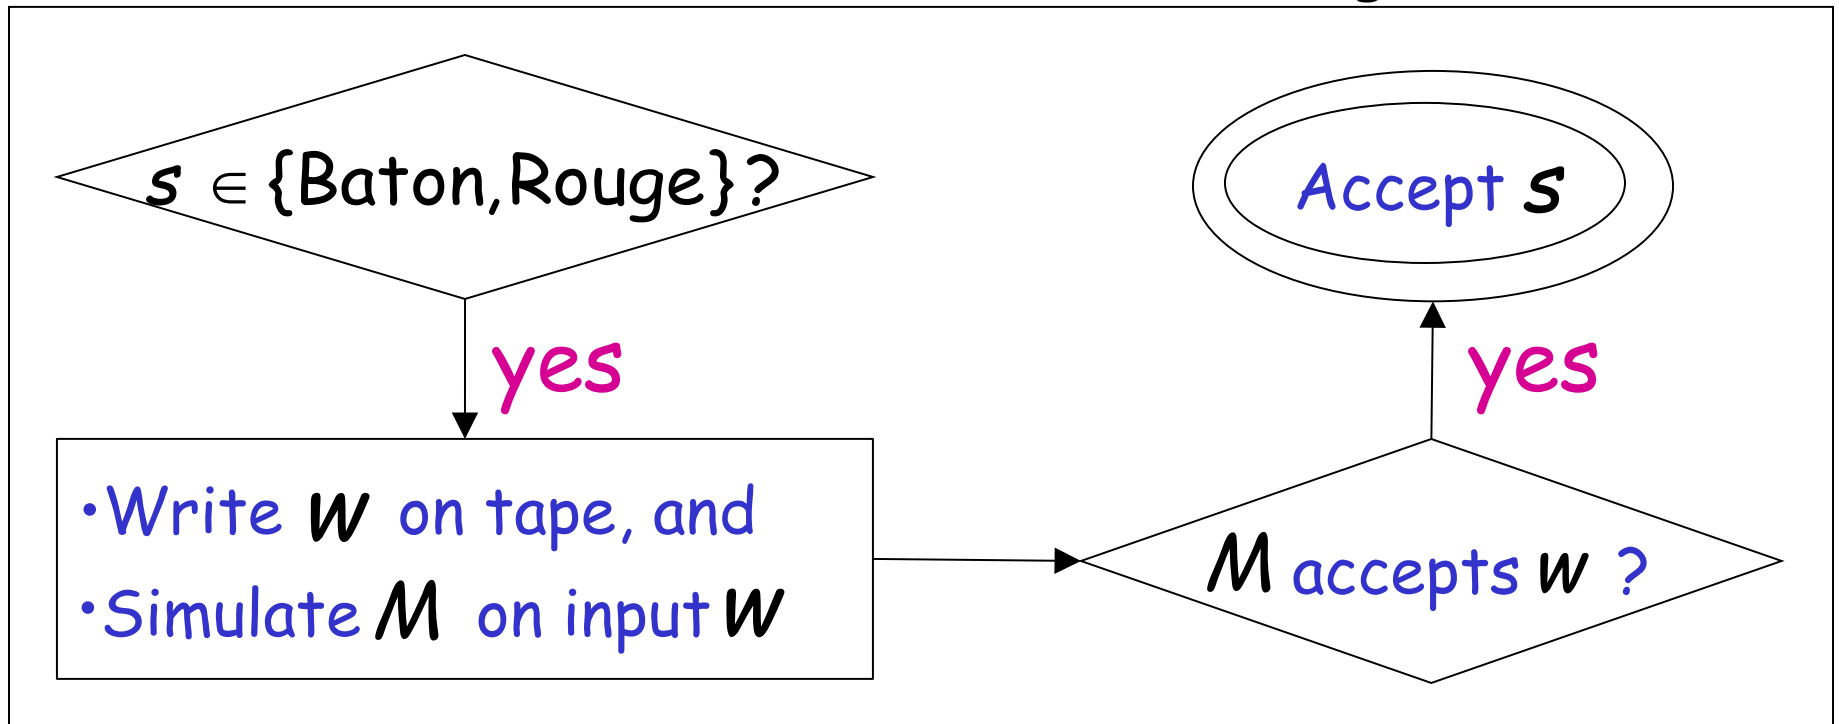 s ∈ {Baton,Rouge}?
yes
•Write w on tape, and
•Simulate M on input w
M accepts w ?
yes
Accept s